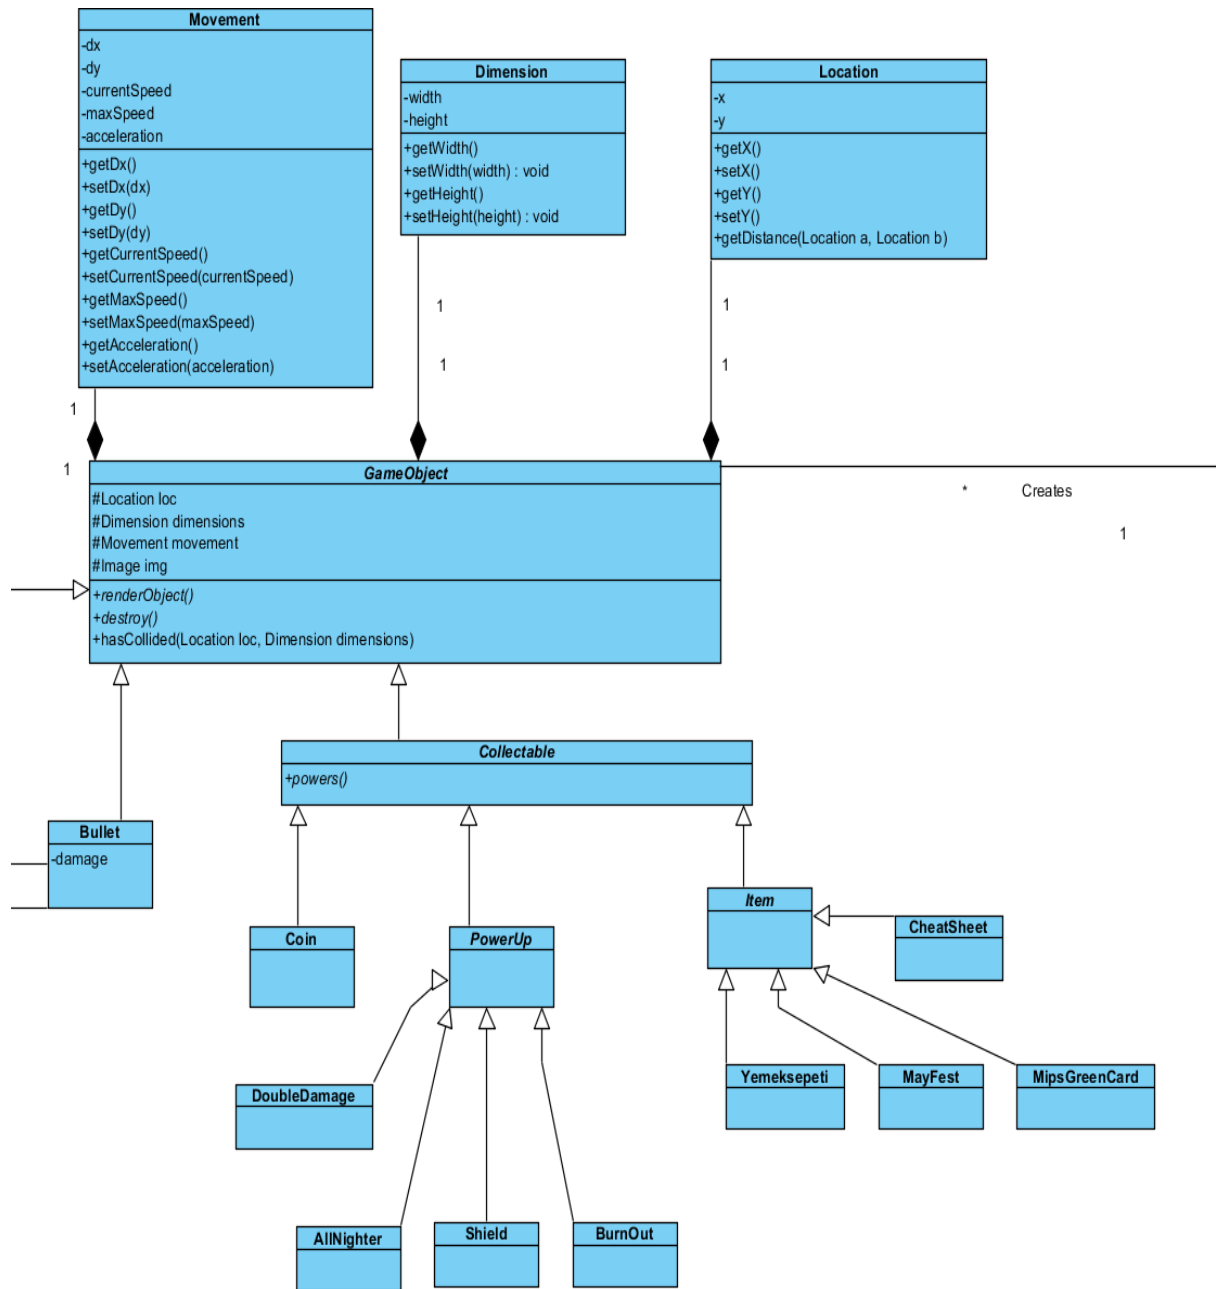 Movement
-dx
-dy
-currentSpeed
-maxSpeed
-acceleration
+getDx()
+setDx(dx)
+getDy()
+setDy(dy)
+getCurrentSpeed()
+setCurrentSpeed(currentSpeed)
+getMaxSpeed()
+setMaxSpeed(maxSpeed)
+getAcceleration()
+setAcceleration(acceleration)
Dimension
-width
-height
+getWidth()
+setWidth(width) : void
+getHeight()
+setHeight(height) : void
Location
-x
-y
+getX()
+setX()
+getY()
+setY()
+getDistance(Location a, Location b)
1
1
1
1
1
1
GameObject
#Location loc
#Dimension dimensions
#Movement movement
#Image img
+renderObject()
+destroy()
+hasCollided(Location loc, Dimension dimensions)
* Creates
1
Collectable
+powers()
Bullet
-damage
Coin
PowerUp
Item
CheatSheet
DoubleDamage
Yemeksepeti
MayFest
MipsGreenCard
AllNighter
Shield
BurnOut